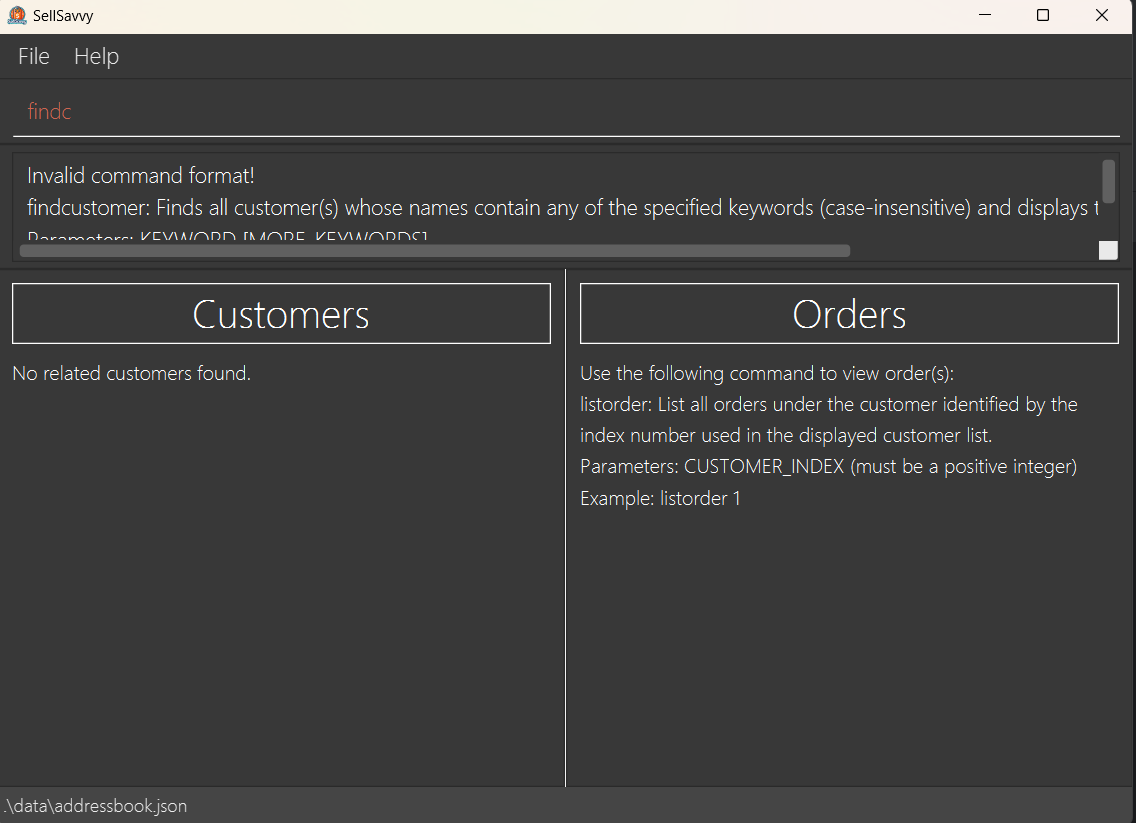 SellSavvy
File Help
findc
Invalid command format!
findcustomer: Finds all customer(s) whose names contain any of the specified keywords (case-insensitive) and displays t
Parameters: KEYWORD [MORE_KEYWORDS]
Customers
No related customers found.
Orders
Use the following command to view order(s):
listorder: List all orders under the customer identified by the
index number used in the displayed customer list.
Parameters: CUSTOMER_INDEX (must be a positive integer)
Example: listorder 1
.\data\addressbook.json